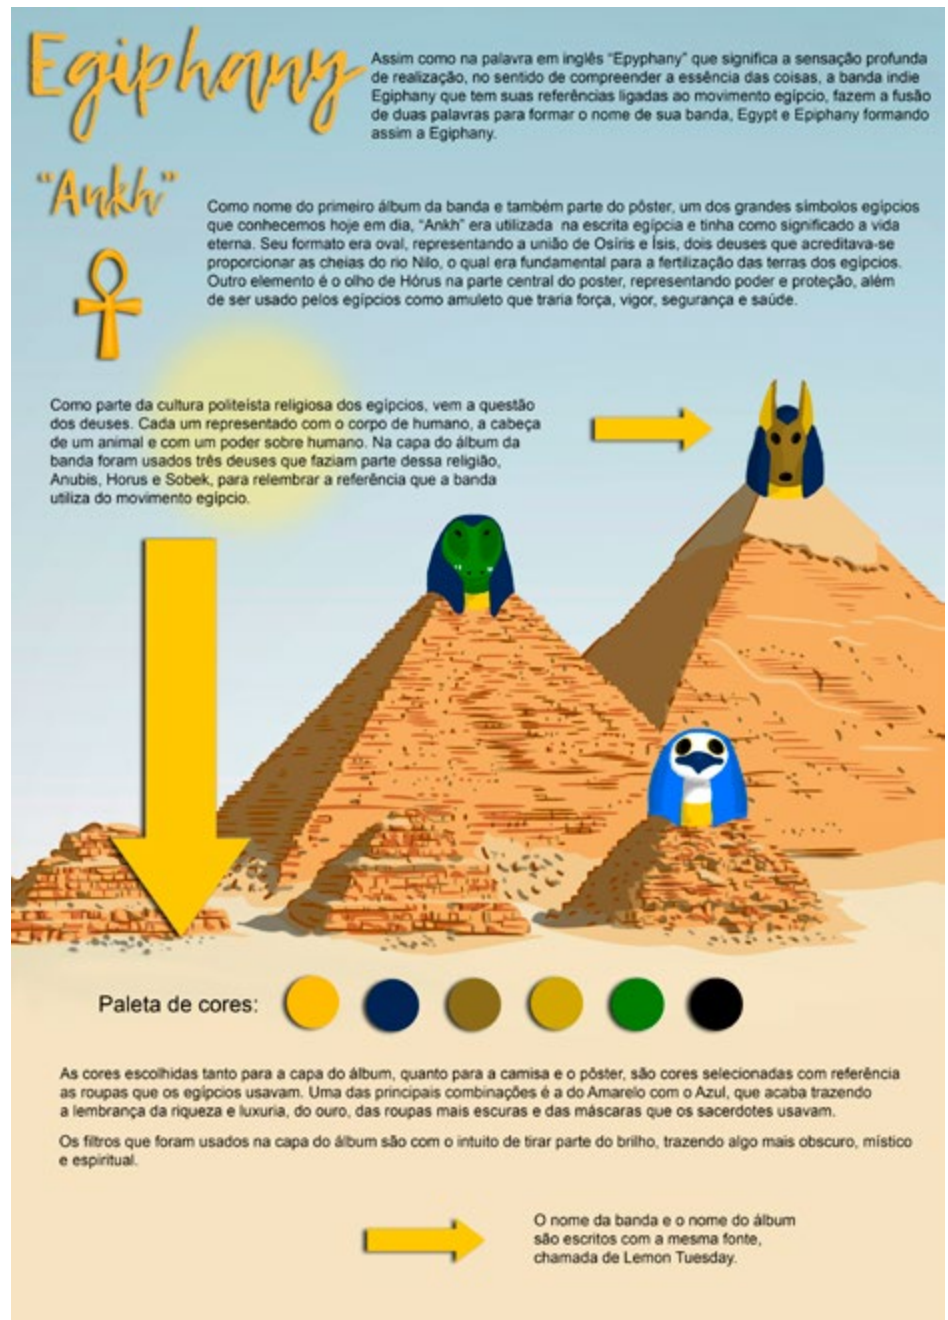 Egiphany
Assim como na palavra em inglês “Epyphany” que significa a sensação profunda
de realização, no sentido de compreender a essência das coisas, a banda indie
Egiphany que tem suas referências ligadas ao movimento egípcio, fazem a fusão
de duas palavras para formar o nome de sua banda, Egypt e Epiphany formando
assim a Egiphany.
“Ankh”
Como nome do primeiro álbum da banda e também parte do pôster, um dos grandes símbolos egípcios
que conhecemos hoje em dia, “Ankh” era utilizada na escrita egípcia e tinha como significado a vida
eterna. Seu formato era oval, representando a união de Osíris e Ísis, dois deuses que acreditava-se
proporcionar as cheias do rio Nilo, o qual era fundamental para a fertilização das terras dos egípcios.
Outro elemento é o olho de Hórus na parte central do poster, representando poder e proteção, além
de ser usado pelos egípcios como amuleto que traria força, vigor, segurança e saúde.
Como parte da cultura politeísta religiosa dos egípcios, vem a questão
dos deuses. Cada um representado com o corpo de humano, a cabeça
de um animal e com um poder sobre humano. Na capa do álbum da
banda foram usados três deuses que faziam parte dessa religião,
Anubis, Horus e Sobek, para relembrar a referência que a banda
utiliza do movimento egípcio.
Paleta de cores:
As cores escolhidas tanto para a capa do álbum, quanto para a camisa e o pôster, são cores selecionadas com referência
as roupas que os egípcios usavam. Uma das principais combinações é a do Amarelo com o Azul, que acaba trazendo
a lembrança da riqueza e luxuria, do ouro, das roupas mais escuras e das máscaras que os sacerdotes usavam.
Os filtros que foram usados na capa do álbum são com o intuito de tirar parte do brilho, trazendo algo mais obscuro, místico
e espiritual.
O nome da banda e o nome do álbum
são escritos com a mesma fonte,
chamada de Lemon Tuesday.